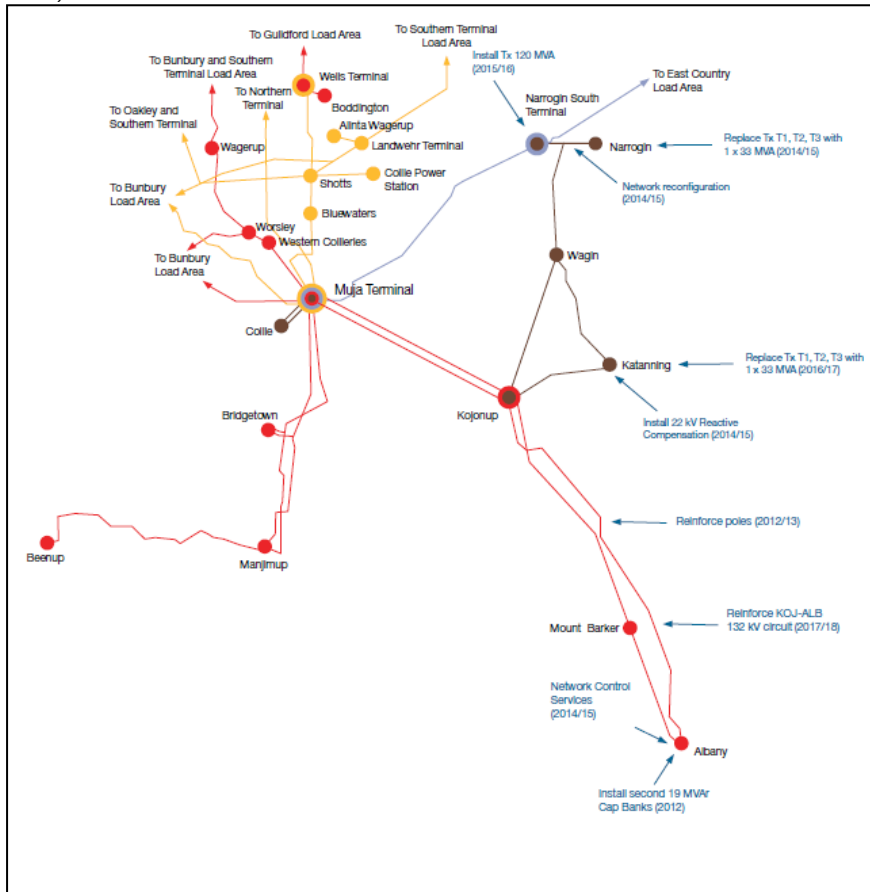 To Guildford Load Area
To Southern Terminal
Load Area
To Bunbury and Southern
Terminal Load Area
Install Tx 120 MVA
(2015/16)
Wells Terminal
To East Country
Load Area
To Northern
Terminal
Boddington
Narrogin South
Terminal
To Oakley and
Southern Terminal
Alinta Wagerup
Wagerup
Landwehr Terminal
Narrogin
Replace Tx T1, T2, T3 with
1 x 33 MVA (2014/15)
Shotts
Collie Power
Station
Network reconfiguration
(2014/15)
To Bunbury
Load Area
Bluewaters
Worsley
Western Collieries
Wagin
To Bunbury
Load Area
Muja Terminal
Collie
Katanning
Replace Tx T1, T2, T3 with
1 x 33 MVA (2016/17)
Kojonup
Install 22 kV Reactive
Compensation (2014/15)
Bridgetown
Reinforce poles (2012/13)
Beenup
Manjimup
Mount Barker
Reinforce KOJ-ALB
132 kV circuit (2017/18)
Network Control
Services
(2014/15)
Albany
Install second 19 MVAr
Cap Banks (2012)